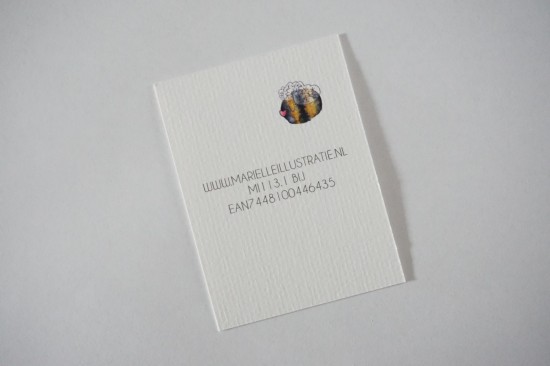 WWW.MARIELLEILLUSTRATIE.NL
MI113.1 BIJ
EAN7448100446435